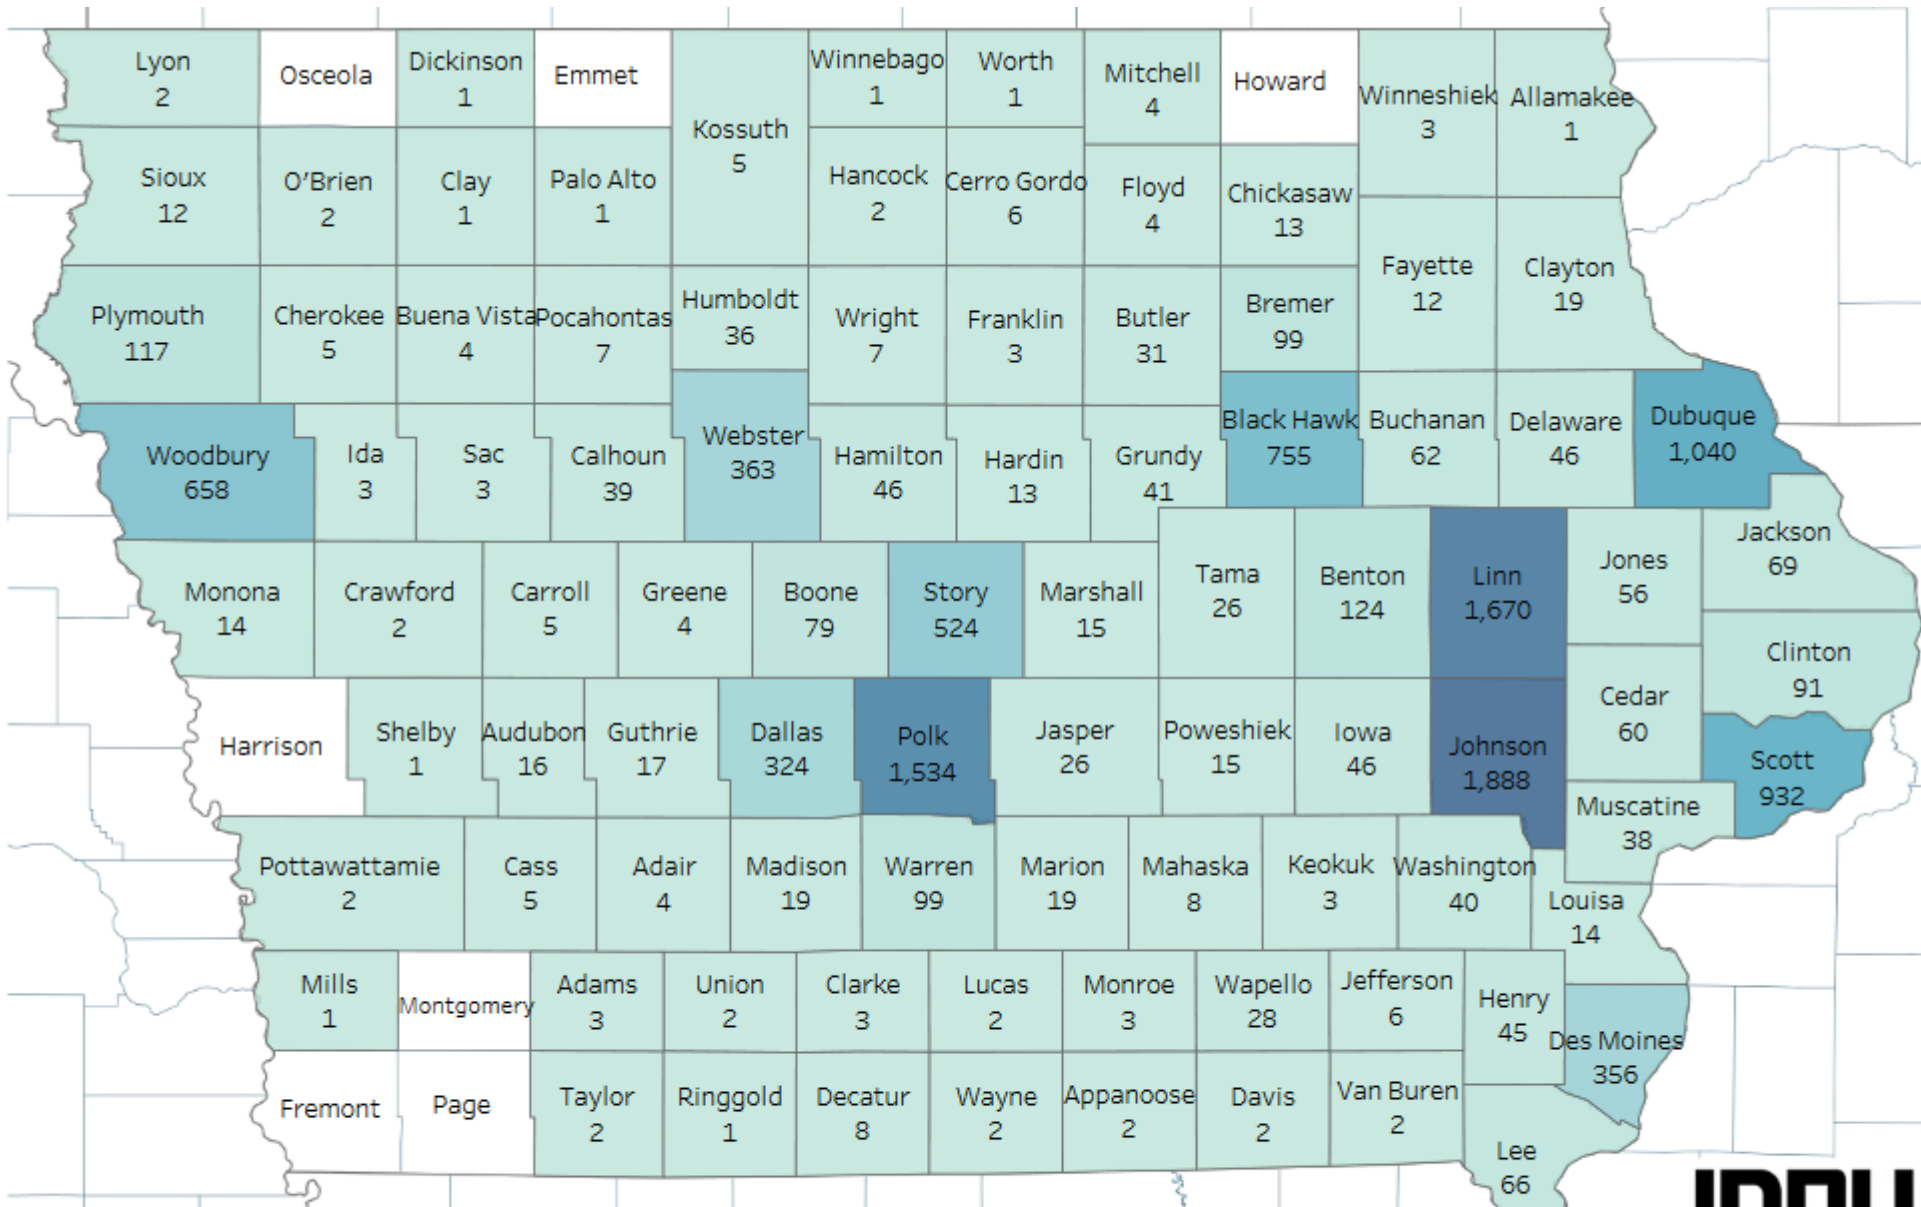 Lyon
2
Osceola
Dickinson
1
Emmet
Kossuth
5
Winnebago
1
Worth
1
Mitchell
4
Howard
Winneshiek
3
Allamakee
1
Sioux
12
O'Brien
2
Clay
1
Palo Alto
1
Hancock
2
Cerro Gordo
6
Floyd
4
Chickasaw
13
Fayette
12
Clayton
19
Plymouth
117
Cherokee
5
Buena Vista
4
Pocahontas
7
Humboldt
36
Wright
7
Franklin
3
Butler
31
Bremer
99
Woodbury
658
Ida
3
Sac
3
Calhoun
39
Webster
363
Hamilton
46
Hardin
13
Grundy
41
Black Hawk
755
Buchanan
62
Delaware
46
Dubuque
1,040
Monona
14
Crawford
2
Carroll
5
Greene
4
Boone
79
Story
524
Marshall
15
Tama
26
Benton
124
Linn
1,670
Jones
56
Jackson
69
Clinton
91
Harrison
Shelby
1
Audubon
16
Guthrie
17
Dallas
324
Polk
1,534
Jasper
26
Poweshiek
15
Iowa
46
Johnson
1,888
Cedar
60
Scott
932
Muscatine
38
Pottawattamie
2
Cass
5
Adair
4
Madison
19
Warren
99
Marion
19
Mahaska
8
Keokuk
3
Washington
40
Louisa
14
Mills
1
Montgomery
Adams
3
Union
2
Clarke
3
Lucas
2
Monroe
3
Wapello
28
Jefferson
6
Henry
45
Des Moines
356
Fremont
Page
Taylor
2
Ringgold
1
Decatur
8
Wayne
2
Appanoose
2
Davis
2
Van Buren
2
Lee
66